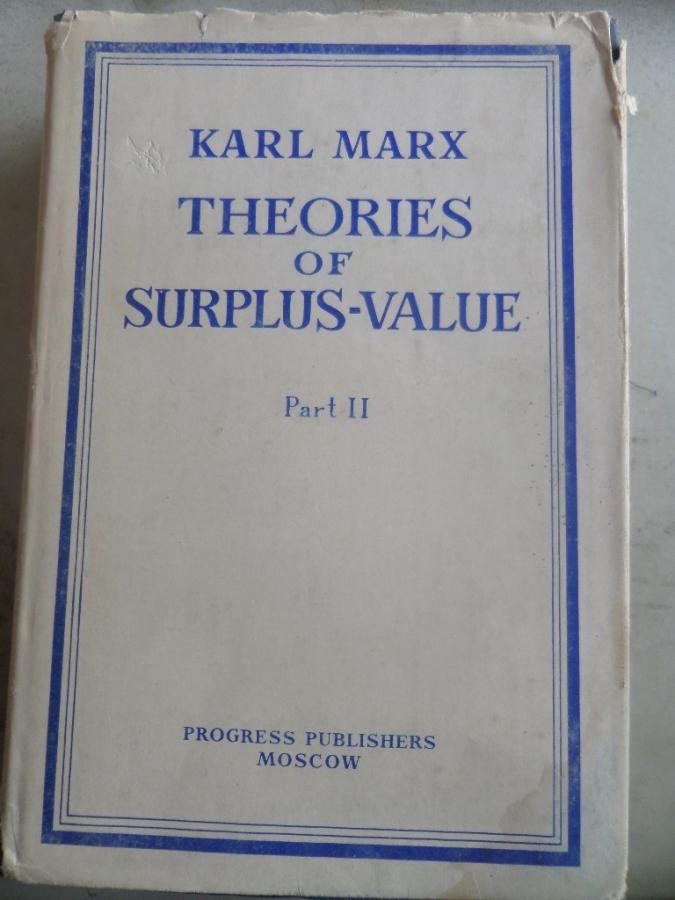 KARL MARX
THEORIES
OF
SURPLUS-VALUE
Part II
PROGRESS PUBLISHERS
MOSCOW